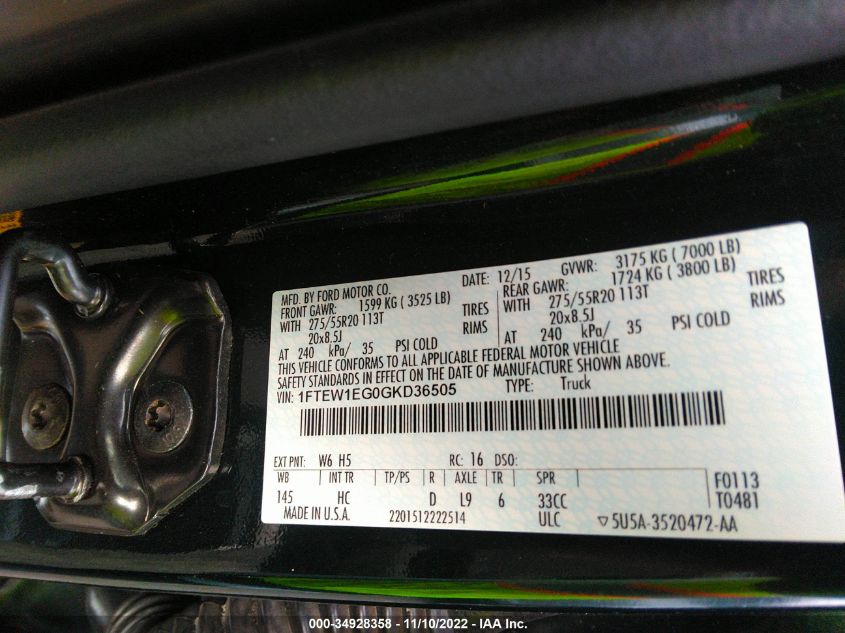 MFD. BY FORD MOTOR CO. DATE: 12/15 GVWR: 3175 KG ( 7000 LB)
FRONT GAWR: 1599 KG ( 3525 LB) REAR GAWR: 1724 KG ( 3800 LB)
WITH 275/55R20 113T TIRES WITH 275/55R20 113T TIRES
20x8.5J RIMS 20x8.5J RIMS
AT 240 kPa/ 35 PSI COLD AT 240 kPa/ 35 PSI COLD
THIS VEHICLE CONFORMS TO ALL APPLICABLE FEDERAL MOTOR VEHICLE
SAFETY STANDARDS IN EFFECT ON THE DATE OF MANUFACTURE SHOWN ABOVE.
VIN: 1FTEW1EG0GKD36505 TYPE: Truck
EXT PNT: W6 H5 RC: 16 DSO:
WB INT TR TP/PS R AXLE TR SPR F0113
145 HC D L9 6 33CC T0481
MADE IN U.S.A. 2201512222514 ULC ▽5U5A-3520472-AA
000-34928358 - 11/10/2022 - IAA Inc.